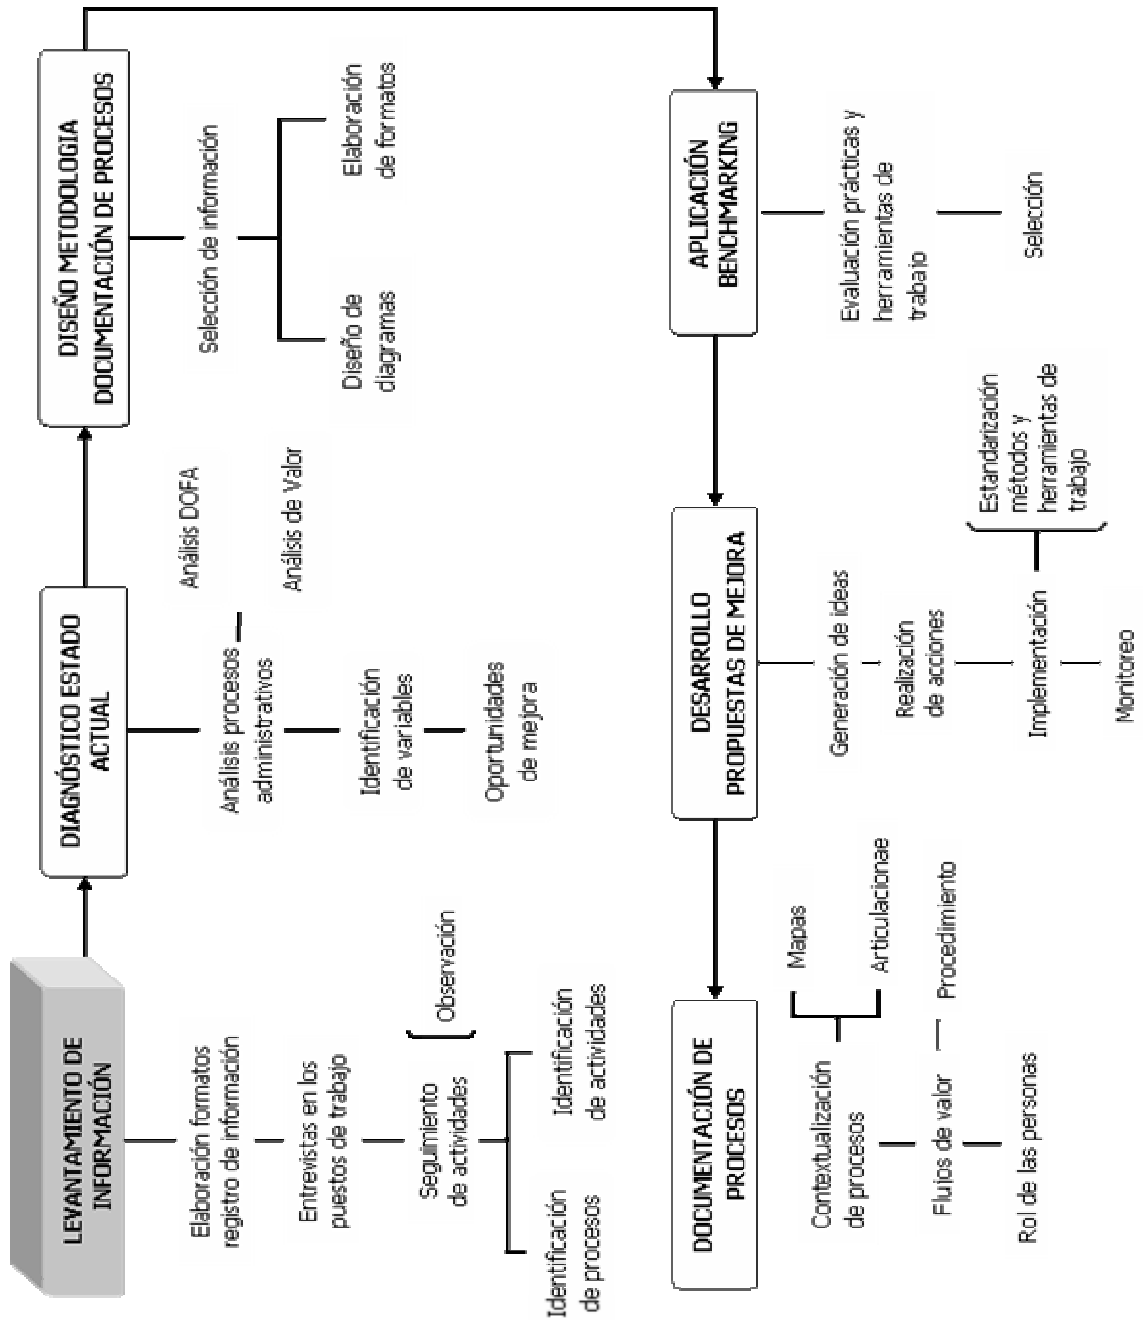 LEVANTAMIENTO DE
INFORMACIÓN
Elaboración formatos
registro de información
Entrevistas en los
puestos de trabajo
Seguimiento
de actividades
Observación
Identificación
de procesos
Identificación
de actividades
DIAGNÓSTICO ESTADO
ACTUAL
Análisis procesos
administrativos
Análisis DOFA
Análisis de Valor
Identificación
de variables
Oportunidades
de mejora
DISEÑO METODOLOGIA
DOCUMENTACIÓN DE PROCESOS
Selección de información
Diseño de
diagramas
Elaboración
de formatos
APLICACIÓN
BENCHMARKING
Evaluación prácticas y
herramientas de
trabajo
Selección
DESARROLLO
PROPUESTAS DE MEJORA
Generación de ideas
Realización
de acciones
Implementación
Estandarización
métodos y
herramientas de
trabajo
Monitoreo
DOCUMENTACIÓN DE
PROCESOS
Contextualización
de procesos
Mapas
Articulacionae
Flujos de valor
Procedimiento
Rol de las personas